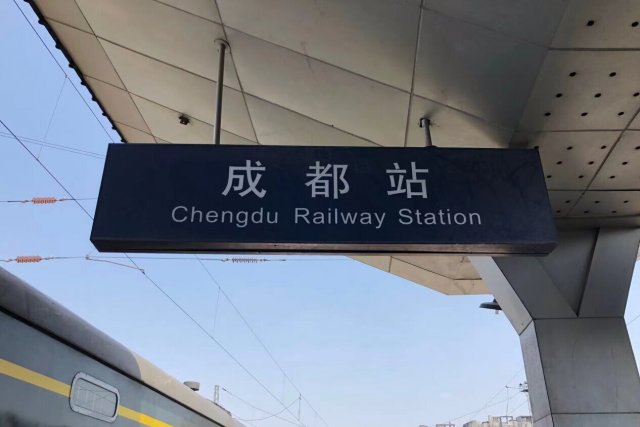 成都站
Chengdu Railway Station